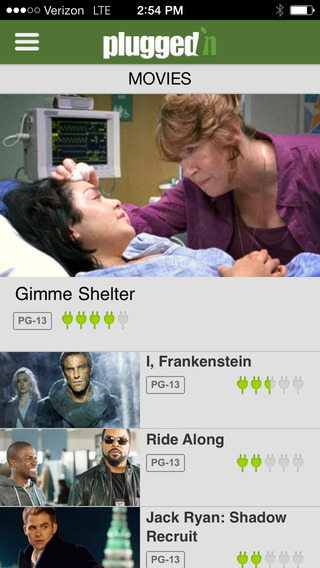 Verizon LTE 2:54 PM
plugged in
MOVIES
Gimme Shelter
PG-13
I, Frankenstein
PG-13
Ride Along
PG-13
Jack Ryan: Shadow
Recruit
PG-13